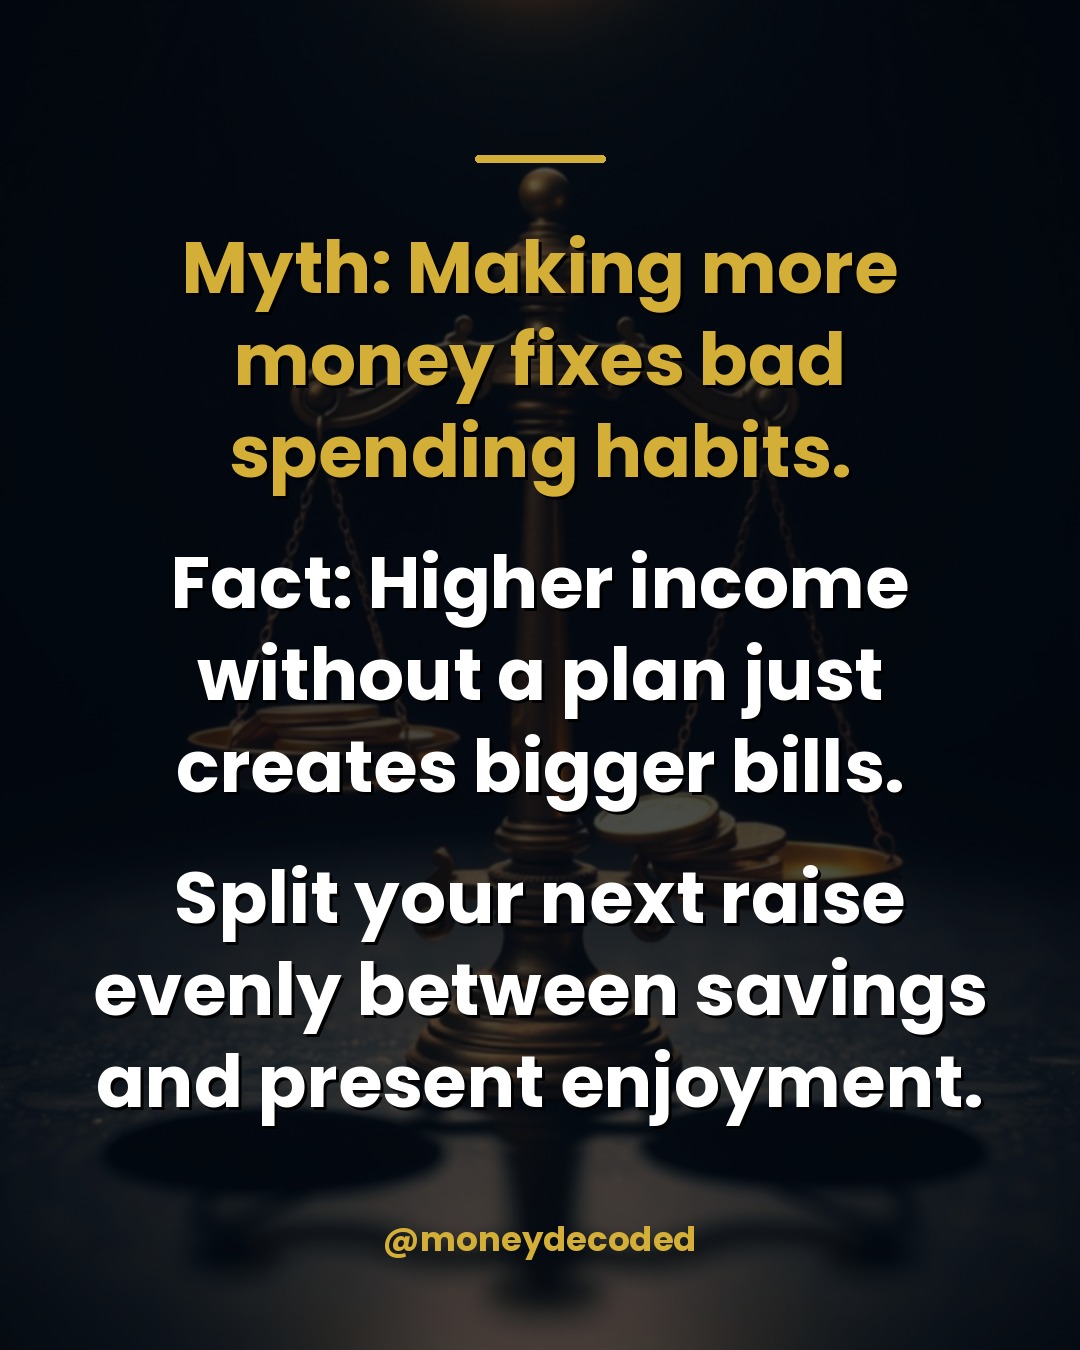 Myth: Making more
money fixes bad
spending habits.
Fact: Higher income
without a plan just
creates bigger bills.
Split your next raise
evenly between savings
and present enjoyment.
@moneydecoded